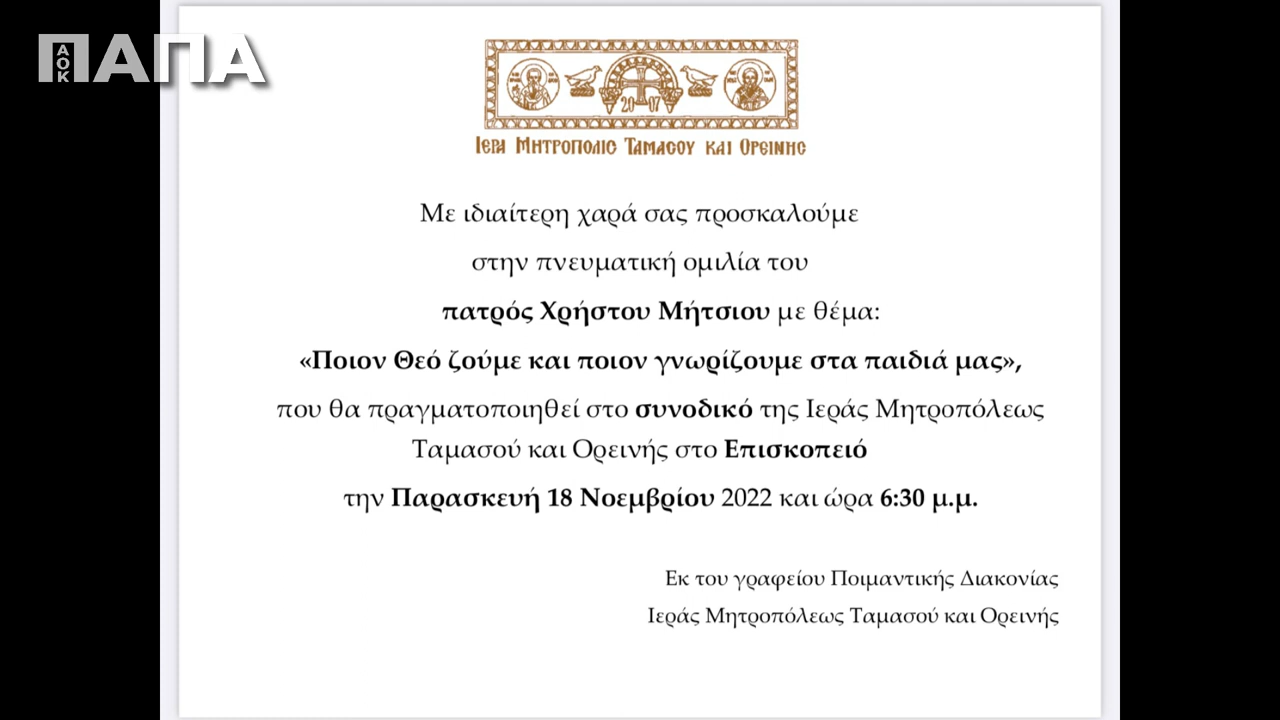 ΠΑΠΑ
ΑΟΚ
20 07
Ιερα Μητροπολις Ταμασου και Ορεινης
Με ιδιαίτερη χαρά σας προσκαλούμε
στην πνευματική ομιλία του
πατρός Χρήστου Μήτσιου με θέμα:
«Ποιον Θεό ζούμε και ποιον γνωρίζουμε στα παιδιά μας»,
που θα πραγματοποιηθεί στο συνοδικό της Ιεράς Μητροπόλεως
Ταμασού και Ορεινής στο Επισκοπειό
την Παρασκευή 18 Νοεμβρίου 2022 και ώρα 6:30 μ.μ.
Εκ του γραφείου Ποιμαντικής Διακονίας
Ιεράς Μητροπόλεως Ταμασού και Ορεινής